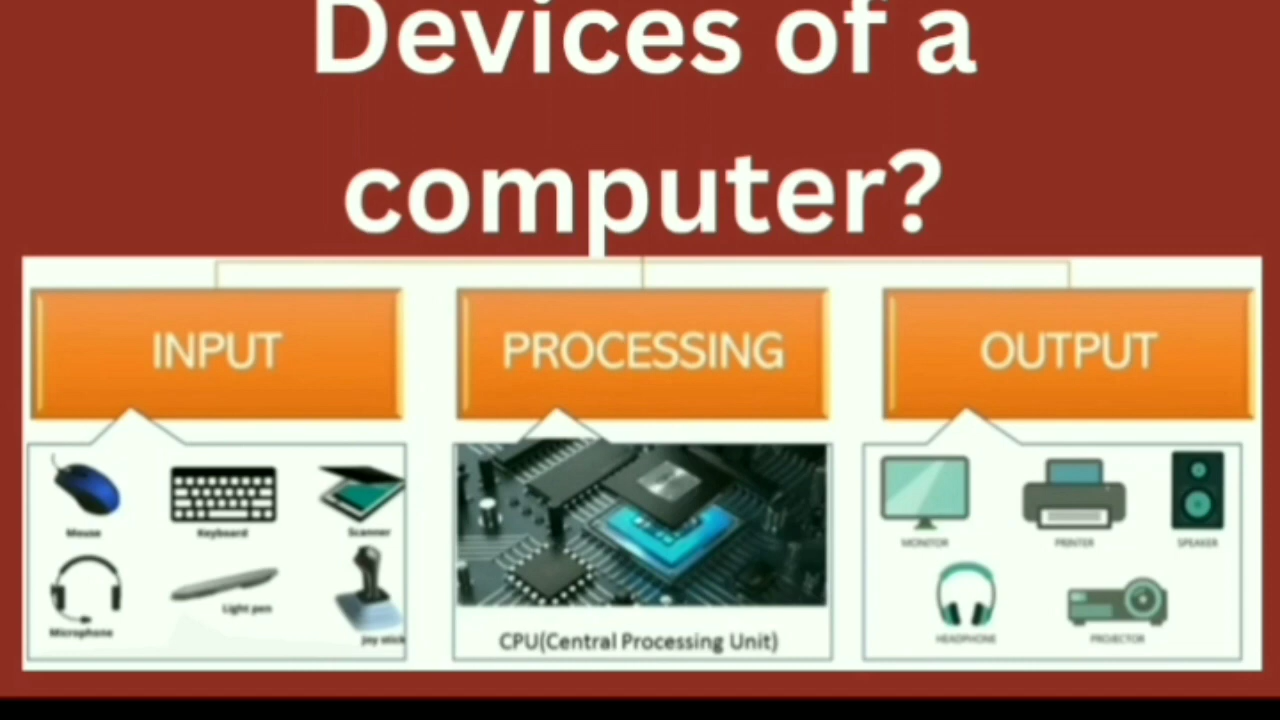 Devices of a
computer?
INPUT
PROCESSING
OUTPUT
Mouse
Keyboard
Scanner
Microphone
Light pen
Joy stick
CPU(Central Processing Unit)
MONITOR
PRINTER
SPEAKER
HEADPHONE
PROJECTOR